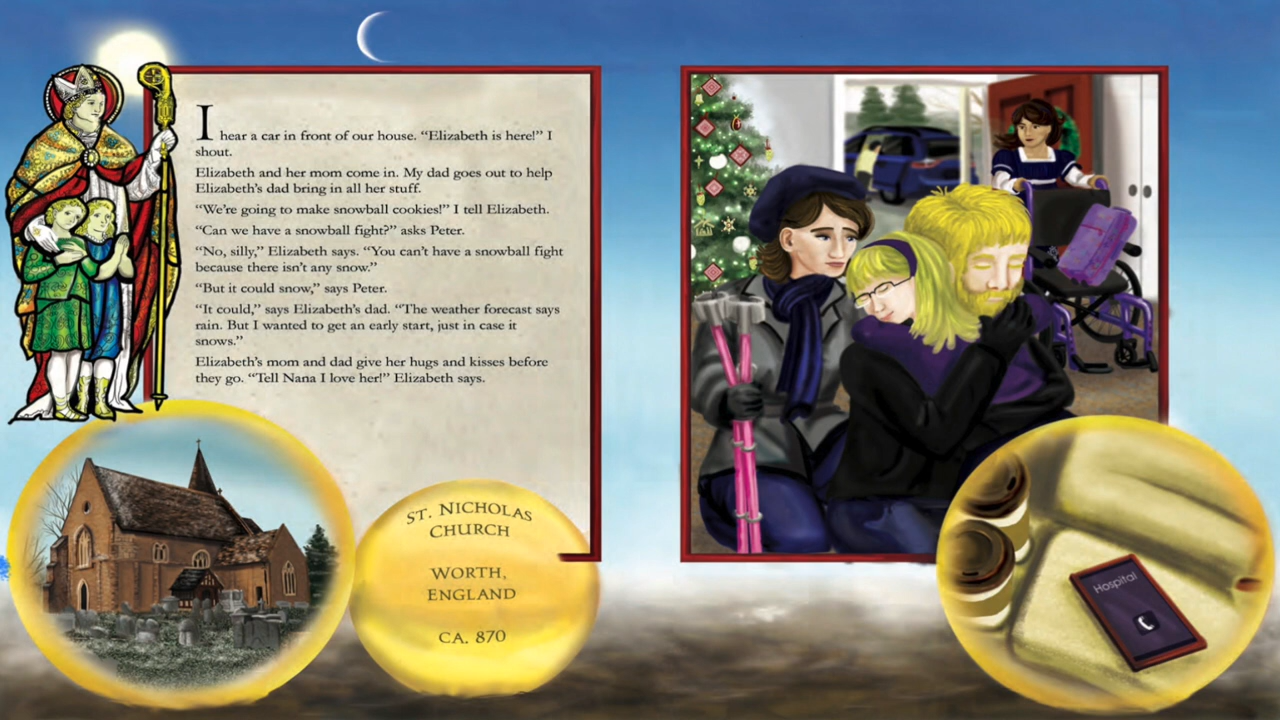 I hear a car in front of our house. “Elizabeth is here!” I
shout.
Elizabeth and her mom come in. My dad goes out to help
Elizabeth’s dad bring in all her stuff.
“We’re going to make snowball cookies!” I tell Elizabeth.
“Can we have a snowball fight?” asks Peter.
“No, silly,” Elizabeth says. “You can’t have a snowball fight
because there isn’t any snow.”
“But it could snow,” says Peter.
“It could,” says Elizabeth’s dad. “The weather forecast says
rain. But I wanted to get an early start, just in case it
snows.”
Elizabeth’s mom and dad give her hugs and kisses before
they go. “Tell Nana I love her!” Elizabeth says.
ST. NICHOLAS
CHURCH
WORTH,
ENGLAND
CA. 870
Hospital